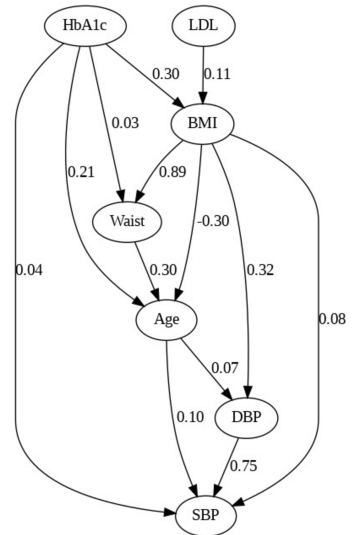 HbA1c LDL
0.30 0.11
0.03 BMI
0.21 0.89
Waist -0.30
0.04 0.30 0.32
Age 0.08
0.07
0.10 DBP
0.75
SBP